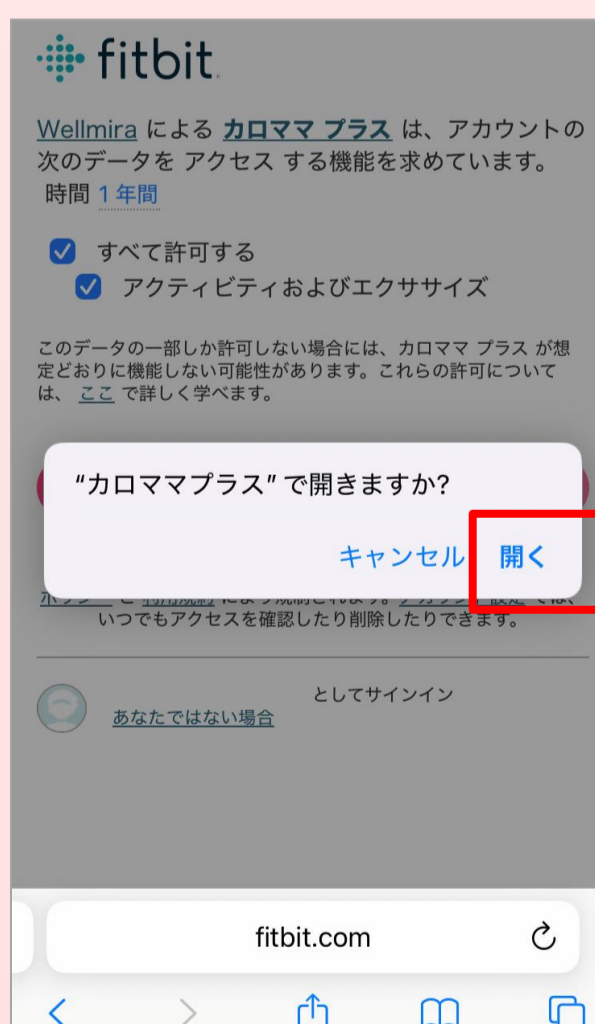 fitbit
Wellmira による カロママ プラス は、アカウントの
次のデータを アクセス する機能を求めています。
時間 1 年間
すべて許可する
アクティビティおよびエクササイズ
このデータの一部しか許可しない場合には、カロママ プラス が想
定どおりに機能しない可能性があります。これらの許可について
は、 ここ で詳しく学べます。
“カロママプラス” で開きますか?
キャンセル 開く
いつでもアクセスを確認したり削除したりできます。
としてサインイン
あなたではない場合
fitbit.com